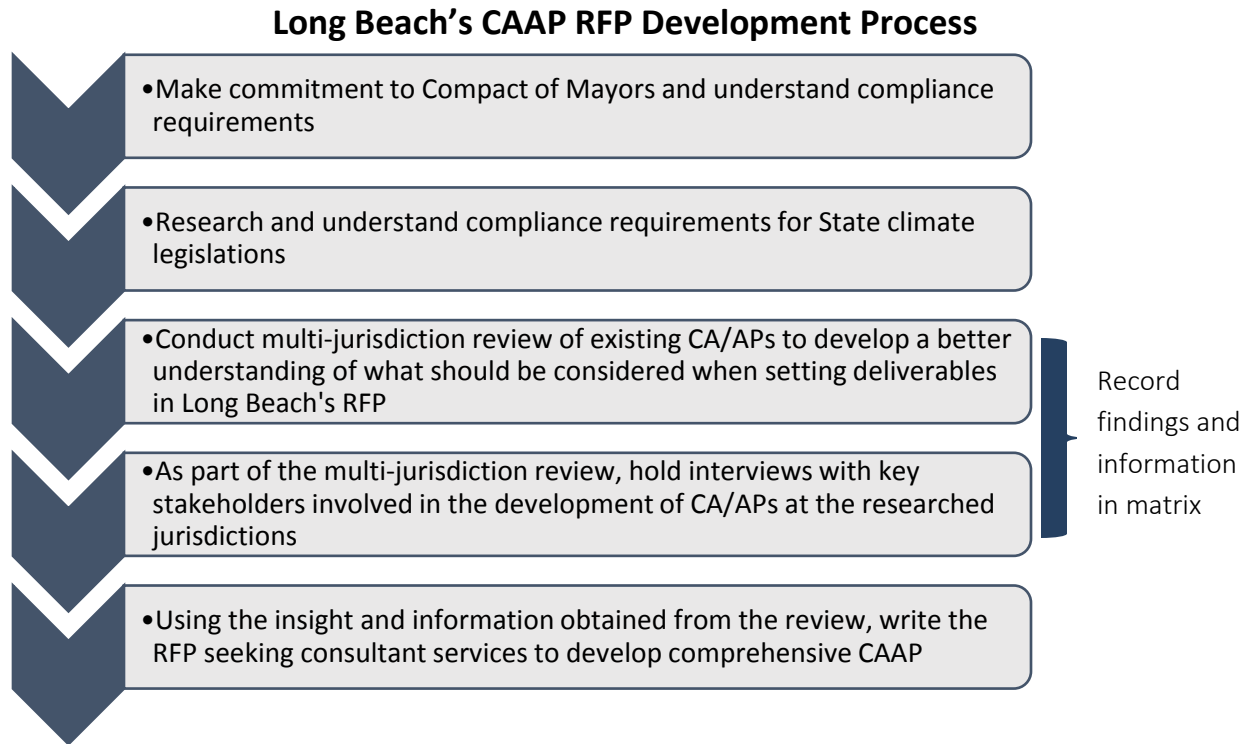 Long Beach's CAAP RFP Development Process
•Make commitment to Compact of Mayors and understand compliance
requirements
•Research and understand compliance requirements for State climate
legislations
•Conduct multi-jurisdiction review of existing CA/APs to develop a better
understanding of what should be considered when setting deliverables
in Long Beach's RFP
•As part of the multi-jurisdiction review, hold interviews with key
stakeholders involved in the development of CA/APs at the researched
jurisdictions
Record
findings and
information
in matrix
•Using the insight and information obtained from the review, write the
RFP seeking consultant services to develop comprehensive CAAP